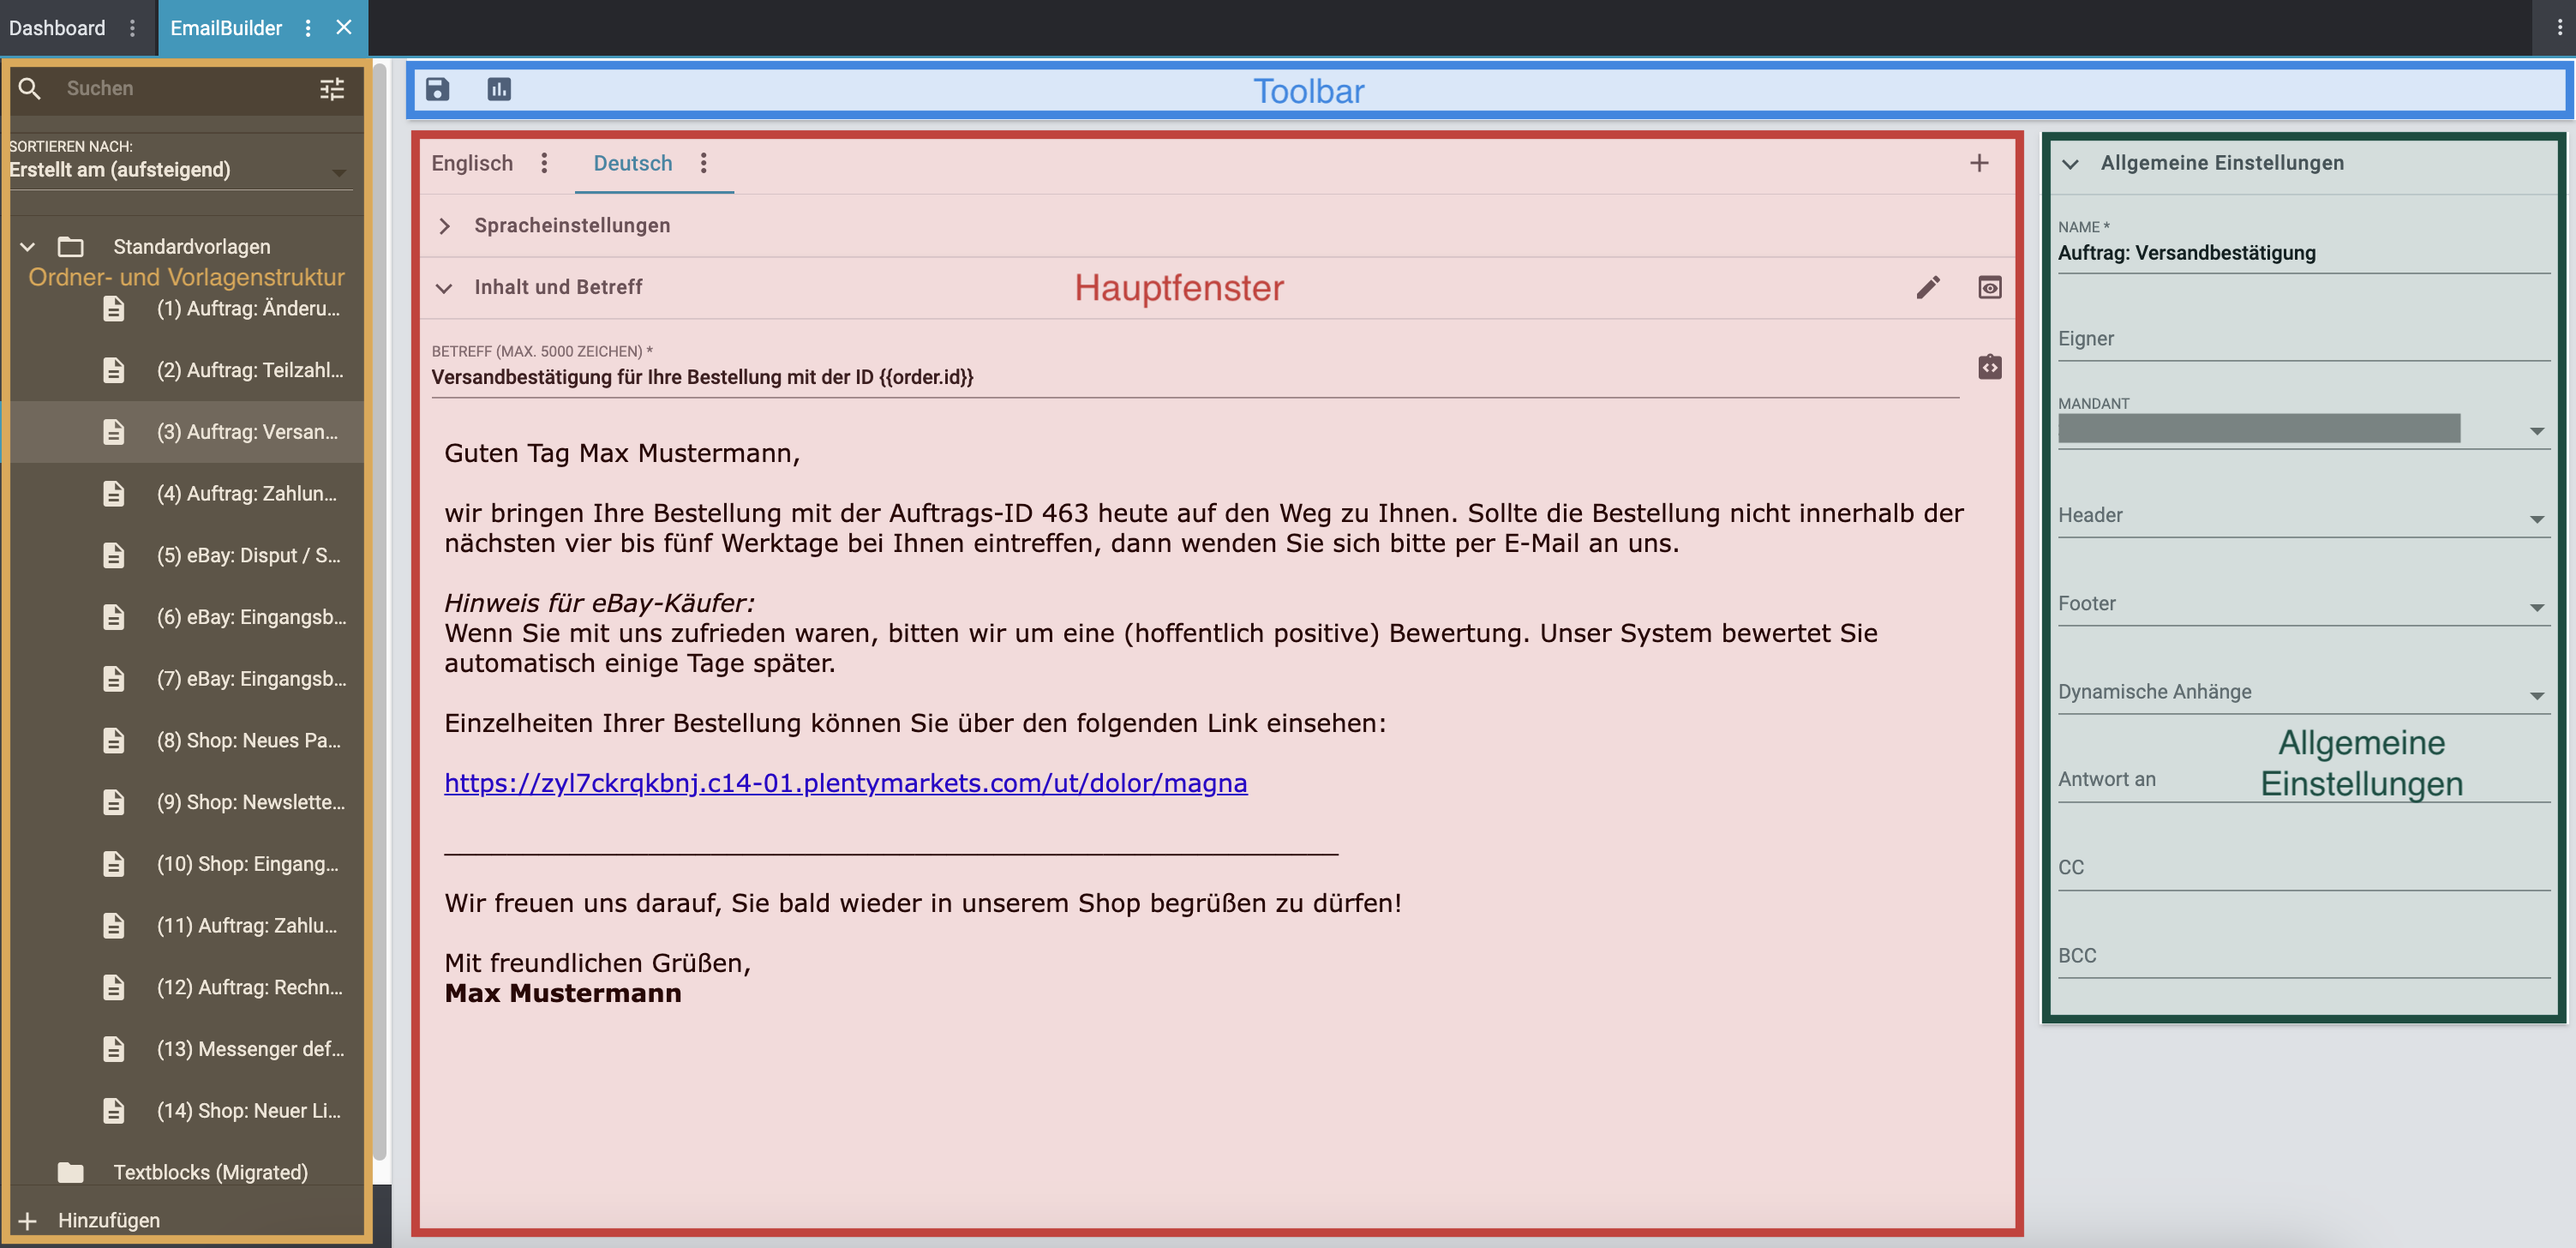 Dashboard
EmailBuilder
Suchen
SORTIEREN NACH:
Erstellt am (aufsteigend)
Standardvorlagen
Ordner- und Vorlagenstruktur
(1) Auftrag: Änderu...
(2) Auftrag: Teilzahl...
(3) Auftrag: Versan...
(4) Auftrag: Zahlun...
(5) eBay: Disput / S...
(6) eBay: Eingangsb...
(7) eBay: Eingangsb...
(8) Shop: Neues Pa...
(9) Shop: Newslette...
(10) Shop: Eingang...
(11) Auftrag: Zahlu...
(12) Auftrag: Rechn...
(13) Messenger def...
(14) Shop: Neuer Li...
Textblocks (Migrated)
Hinzufügen
Toolbar
Englisch
Deutsch
Spracheinstellungen
Inhalt und Betreff
Hauptfenster
BETREFF (MAX. 5000 ZEICHEN) *
Versandbestätigung für Ihre Bestellung mit der ID {{order.id}}
Guten Tag Max Mustermann,
wir bringen Ihre Bestellung mit der Auftrags-ID 463 heute auf den Weg zu Ihnen. Sollte die Bestellung nicht innerhalb der
nächsten vier bis fünf Werktage bei Ihnen eintreffen, dann wenden Sie sich bitte per E-Mail an uns.
Hinweis für eBay-Käufer:
Wenn Sie mit uns zufrieden waren, bitten wir um eine (hoffentlich positive) Bewertung. Unser System bewertet Sie
automatisch einige Tage später.
Einzelheiten Ihrer Bestellung können Sie über den folgenden Link einsehen:
https://zyl7ckrqkbnj.c14-01.plentymarkets.com/ut/dolor/magna
Wir freuen uns darauf, Sie bald wieder in unserem Shop begrüßen zu dürfen!
Mit freundlichen Grüßen,
Max Mustermann
Allgemeine Einstellungen
NAME *
Auftrag: Versandbestätigung
Eigner
MANDANT
Header
Footer
Dynamische Anhänge
Allgemeine
Einstellungen
Antwort an
CC
BCC